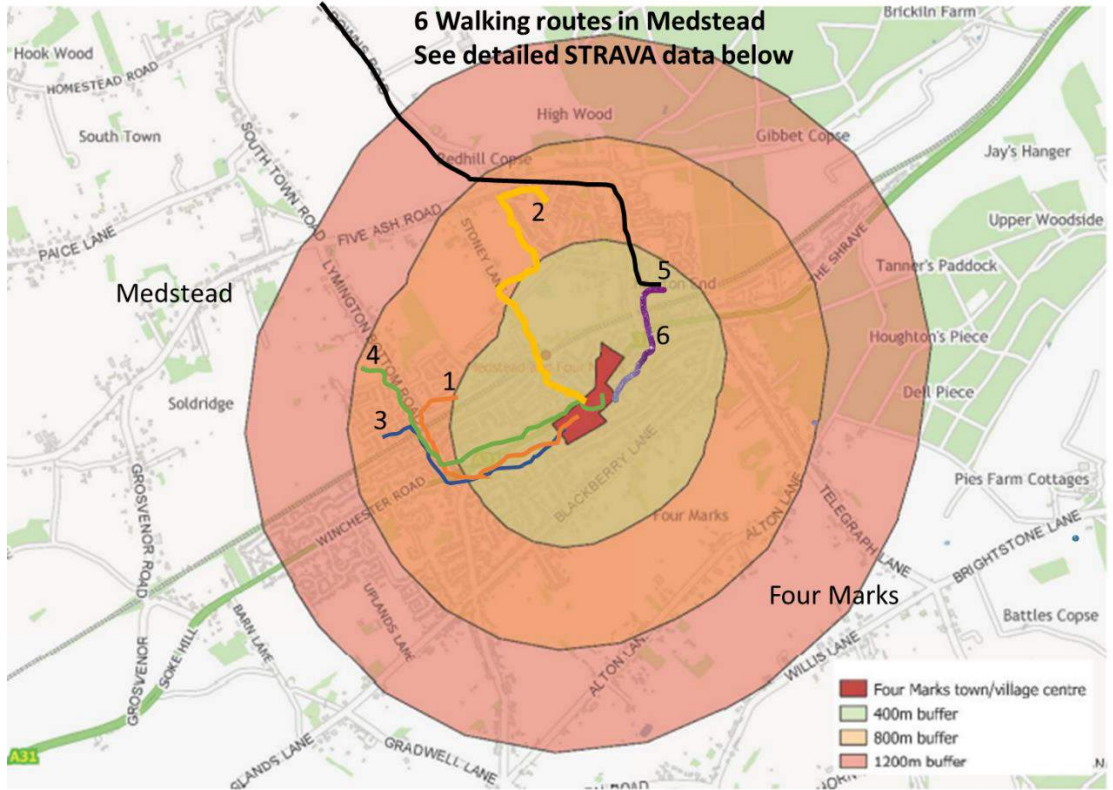 6 Walking routes in Medstead
See detailed STRAVA data below
Brickiln Farm
Hook Wood
HOMESTEAD ROAD
South Town
SOUTH TOWN ROAD
High Wood
Gibbet Copse
Jay's Hanger
Redhill Copse
PAICE LANE
FIVE ASH ROAD
STONEY LANE
2
Upper Woodside
THE SHRAVE
Tanner's Paddock
Medstead
LYMINGTON BOTTOM ROAD
5
Houghton's Piece
6
4
1
Dell Piece
Soldridge
3
GROSVENOR ROAD
WINCHESTER ROAD
BLACKBERRY LANE
Four Marks
ALTON LANE
TELEGRAPH LANE
Pies Farm Cottages
BRIGHTSTONE LANE
UPLANDS LANE
Four Marks
BARN LANE
Battles Copse
GROSVENOR
SOKE HILL
ALTON LANE
WILLIS LANE
A31
GRADWELL LANE
Four Marks town/village centre
400m buffer
800m buffer
1200m buffer